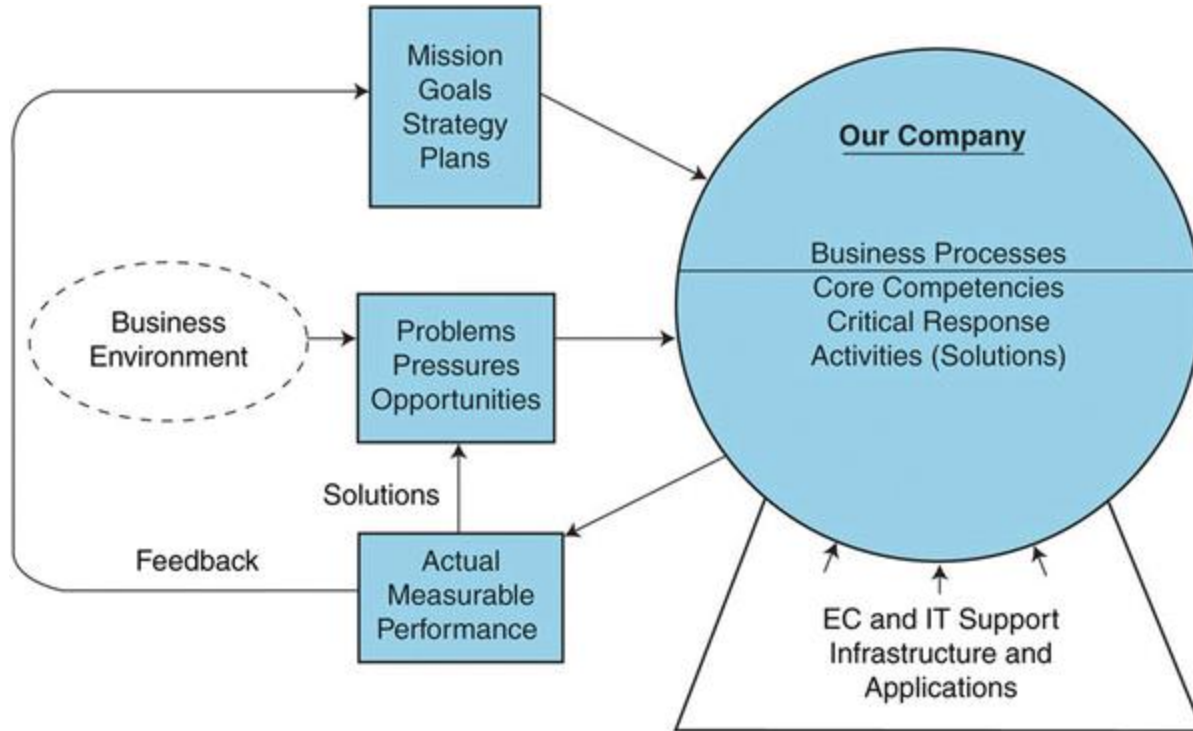 Mission
Goals
Strategy
Plans
Our Company
Business Processes
Core Competencies
Critical Response
Activities (Solutions)
Business
Environment
Problems
Pressures
Opportunities
Solutions
Feedback
Actual
Measurable
Performance
EC and IT Support
Infrastructure and
Applications